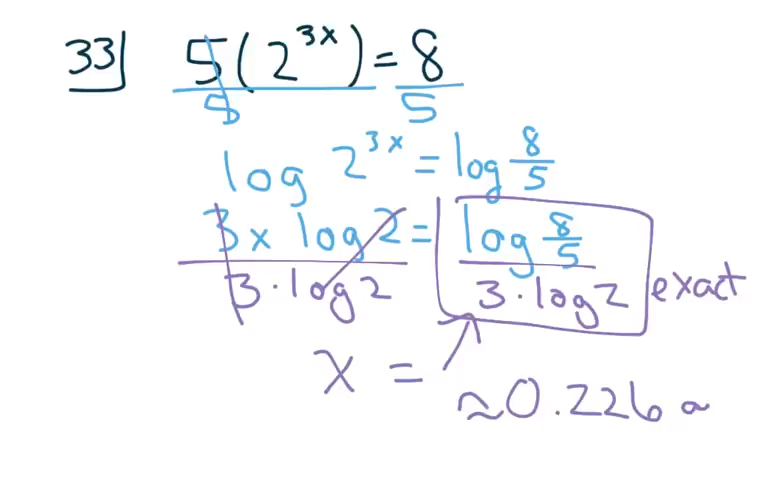 33 5(2^{3x}) = 8
5 5
log 2^{3x} = log 8/5
3x log 2 = log 8/5
3 · log 2 3 · log 2 exact
x =
≈ 0.226 a